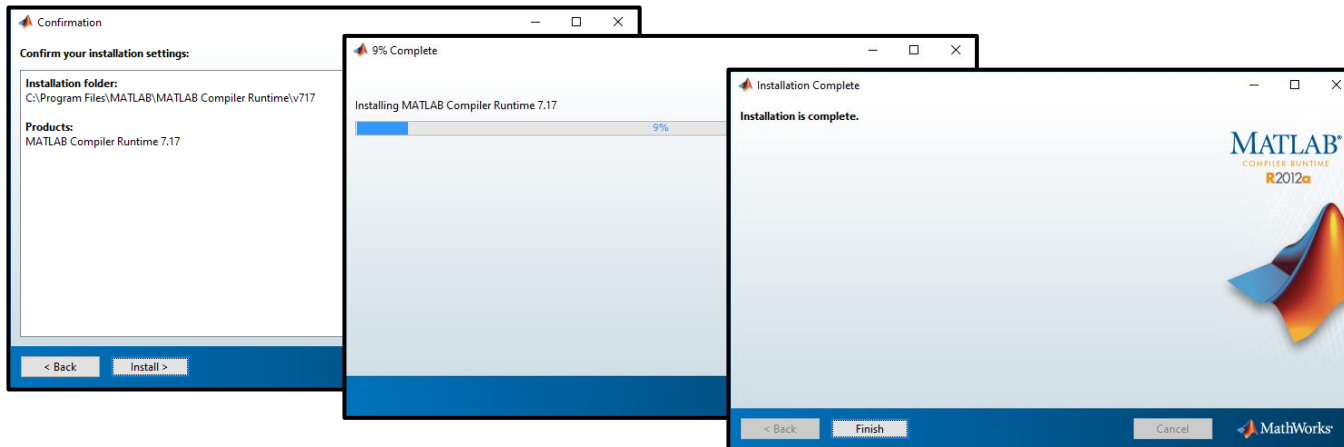 Confirmation
Confirm your installation settings:
Installation folder:
C:\Program Files\MATLAB\MATLAB Compiler Runtime\v717
Products:
MATLAB Compiler Runtime 7.17
< Back
Install >
9% Complete
Installing MATLAB Compiler Runtime 7.17
9%
Installation Complete
Installation is complete.
MATLAB®
COMPILER RUNTIME
R2012a
< Back
Finish
Cancel
MathWorks®